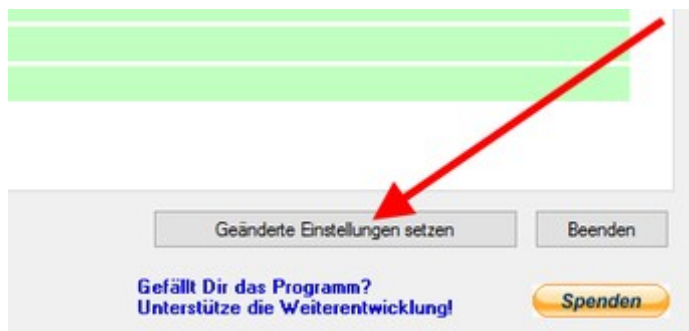 Geänderte Einstellungen setzen
Beenden
Gefällt Dir das Programm?
Unterstütze die Weiterentwicklung!
Spenden